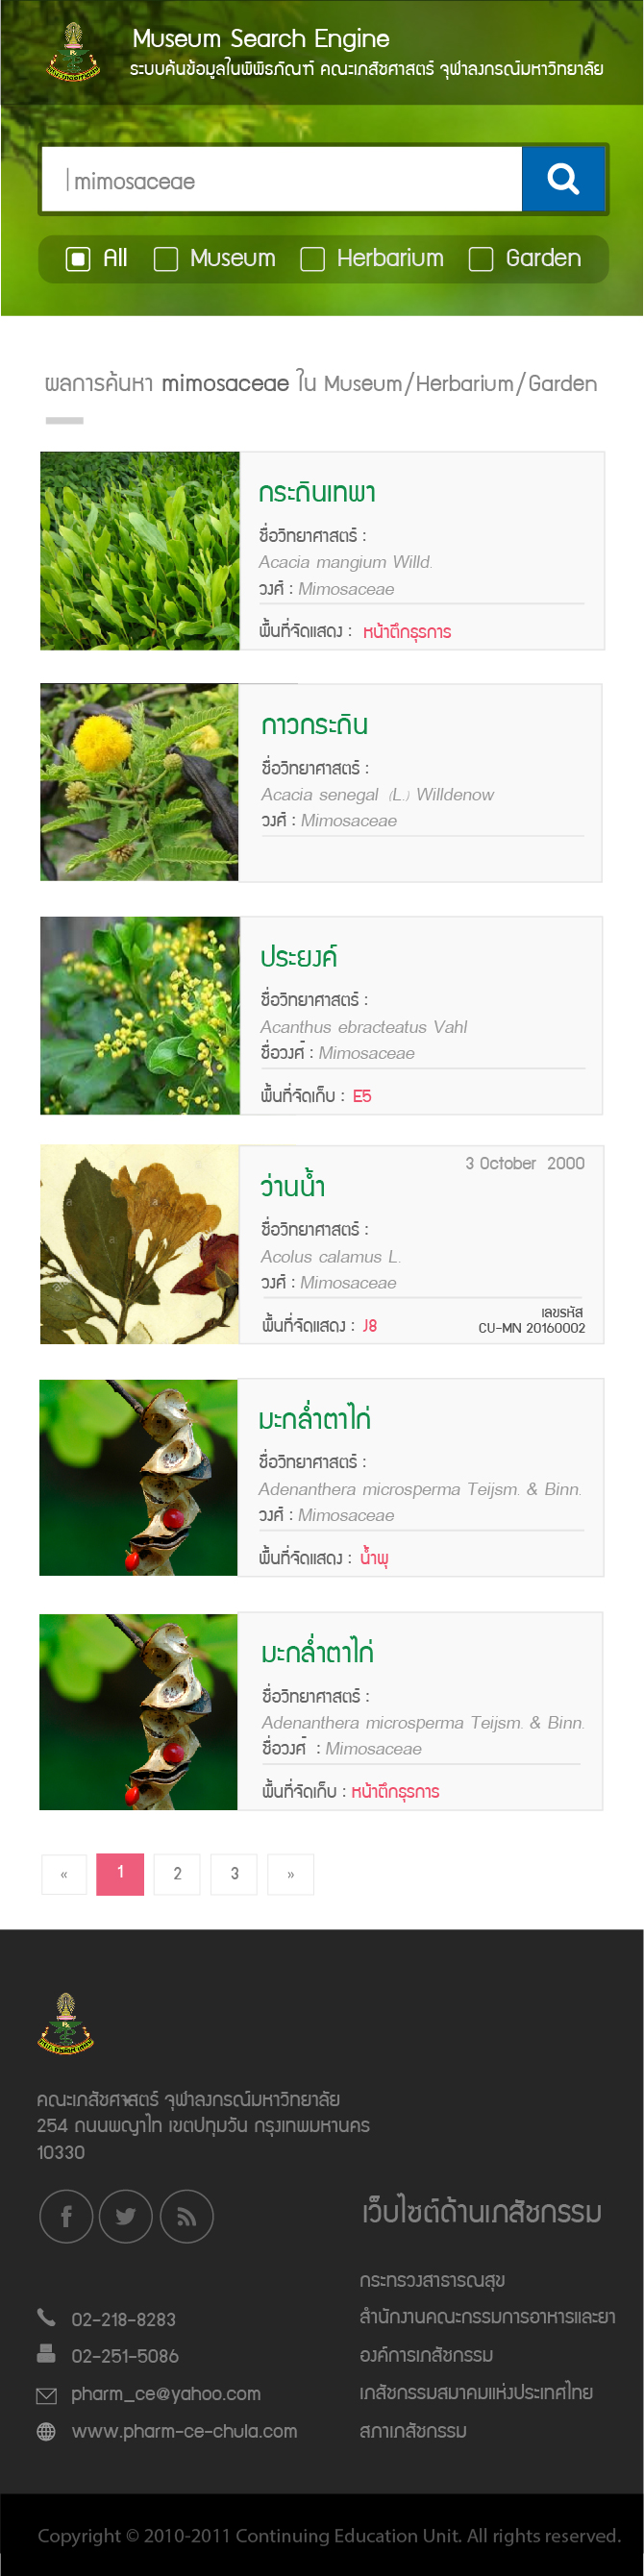 Museum Search Engine
ระบบค้นข้อมูลในพิพิธภัณฑ์ คณะเภสัชศาสตร์ จุฬาลงกรณ์มหาวิทยาลัย
mimosaceae
All Museum Herbarium Garden
ผลการค้นหา mimosaceae ใน Museum/Herbarium/Garden
กระถินเทพา
ชื่อวิทยาศาสตร์ :
Acacia mangium Willd.
วงศ์ : Mimosaceae
พื้นที่จัดแสดง : หน้าตึกธุรการ
กาวกระถิน
ชื่อวิทยาศาสตร์ :
Acacia senegal (L.) Willdenow
วงศ์ : Mimosaceae
ประยงค์
ชื่อวิทยาศาสตร์ :
Acanthus ebracteatus Vahl
ชื่อวงศ์ : Mimosaceae
พื้นที่จัดเก็บ : E5
3 October 2000
ว่านน้ำ
ชื่อวิทยาศาสตร์ :
Acolus calamus L.
วงศ์ : Mimosaceae
เลขรหัส
พื้นที่จัดแสดง : J8 CU-MN 20160002
มะกล่ำตาไก่
ชื่อวิทยาศาสตร์ :
Adenanthera microsperma Teijsm. & Binn.
วงศ์ : Mimosaceae
พื้นที่จัดแสดง : น้ำพุ
มะกล่ำตาไก่
ชื่อวิทยาศาสตร์ :
Adenanthera microsperma Teijsm. & Binn.
ชื่อวงศ์ : Mimosaceae
พื้นที่จัดเก็บ : หน้าตึกธุรการ
« 1 2 3 »
คณะเภสัชศาสตร์ จุฬาลงกรณ์มหาวิทยาลัย
254 ถนนพญาไท เขตปทุมวัน กรุงเทพมหานคร
10330
เว็บไซต์ด้านเภสัชกรรม
กระทรวงสาธารณสุข
02-218-8283
สำนักงานคณะกรรมการอาหารและยา
02-251-5086
องค์การเภสัชกรรม
pharm_ce@yahoo.com
เภสัชกรรมสมาคมแห่งประเทศไทย
www.pharm-ce-chula.com
สภาเภสัชกรรม
Copyright © 2010-2011 Continuing Education Unit. All rights reserved.